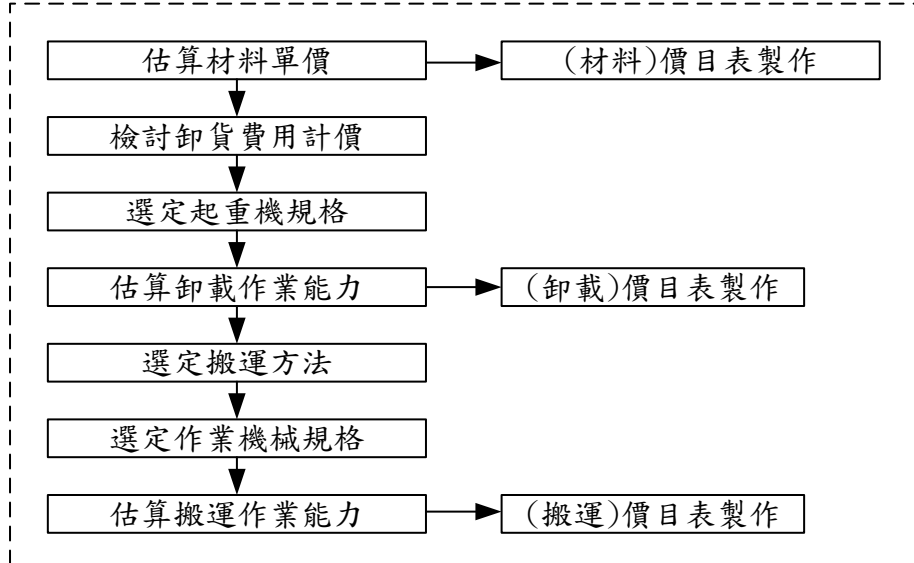 估算材料單價
(材料)價目表製作
檢討卸貨費用計價
選定起重機規格
估算卸載作業能力
(卸載)價目表製作
選定搬運方法
選定作業機械規格
估算搬運作業能力
(搬運)價目表製作